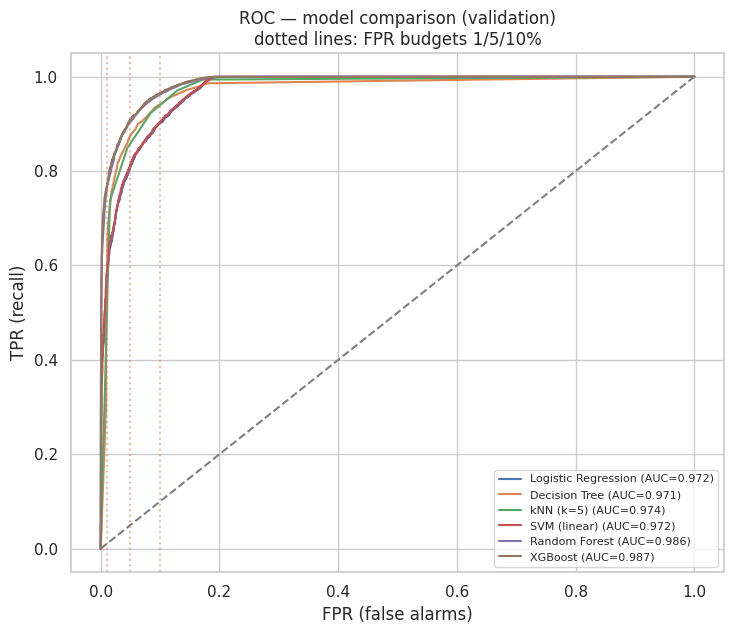 ROC — model comparison (validation)
dotted lines: FPR budgets 1/5/10%
TPR (recall)
1.0
0.8
0.6
0.4
0.2
0.0
0.0 0.2 0.4 0.6 0.8 1.0
FPR (false alarms)
Logistic Regression (AUC=0.972)
Decision Tree (AUC=0.971)
kNN (k=5) (AUC=0.974)
SVM (linear) (AUC=0.972)
Random Forest (AUC=0.986)
XGBoost (AUC=0.987)